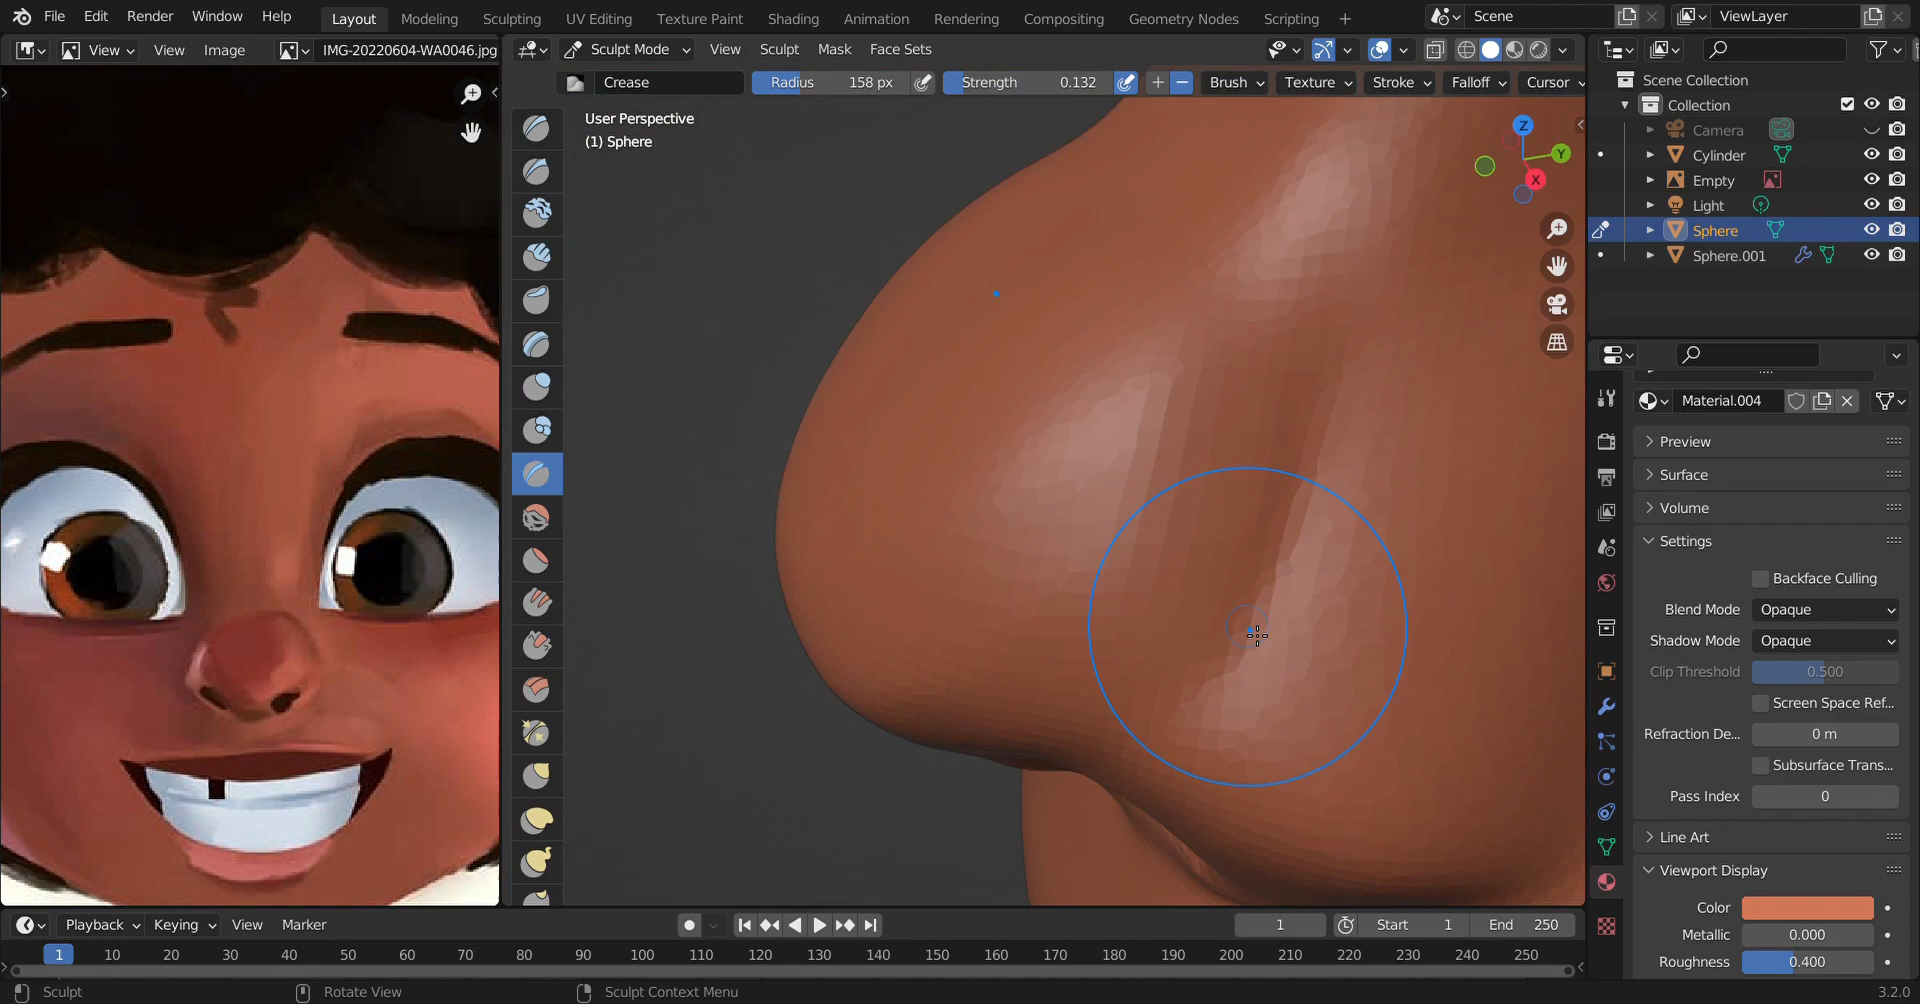 File Edit Render Window Help Layout Modeling Sculpting UV Editing Texture Paint Shading Animation Rendering Compositing Geometry Nodes Scripting + Scene ViewLayer
View View Image IMG-20220604-WA0046.jpg Sculpt Mode View Sculpt Mask Face Sets
Crease Radius 158 px Strength 0.132 + − Brush Texture Stroke Falloff Cursor
User Perspective
(1) Sphere
Z
Y
X
Scene Collection
Collection
Camera
Cylinder
Empty
Light
Sphere
Sphere.001
Material.004
Preview
Surface
Volume
Settings
Backface Culling
Blend Mode Opaque
Shadow Mode Opaque
Clip Threshold 0.500
Screen Space Ref...
Refraction De... 0 m
Subsurface Trans...
Pass Index 0
Line Art
Viewport Display
Color
Metallic 0.000
Roughness 0.400
Playback Keying View Marker 1 Start 1 End 250
1 10 20 30 40 50 60 70 80 90 100 110 120 130 140 150 160 170 180 190 200 210 220 230 240 250
Sculpt Rotate View Sculpt Context Menu 3.2.0